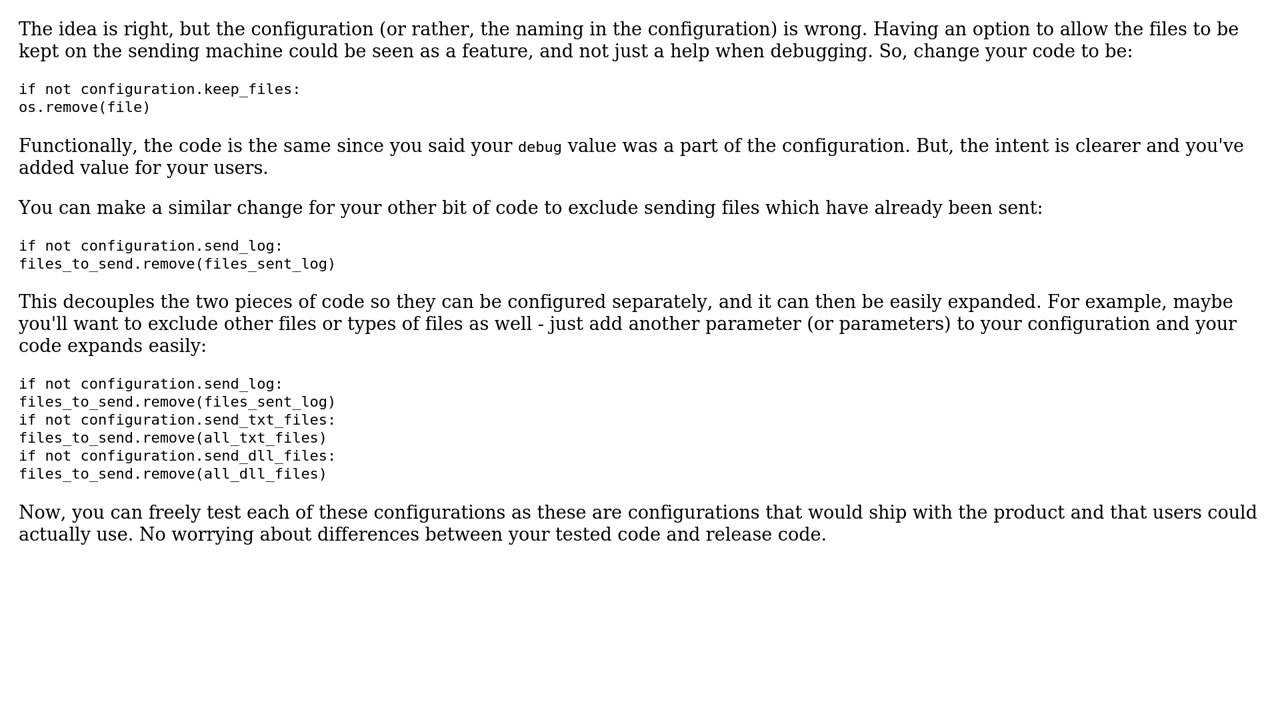 The idea is right, but the configuration (or rather, the naming in the configuration) is wrong. Having an option to allow the files to be
kept on the sending machine could be seen as a feature, and not just a help when debugging. So, change your code to be:
if not configuration.keep_files:
os.remove(file)
Functionally, the code is the same since you said your debug value was a part of the configuration. But, the intent is clearer and you've
added value for your users.
You can make a similar change for your other bit of code to exclude sending files which have already been sent:
if not configuration.send_log:
files_to_send.remove(files_sent_log)
This decouples the two pieces of code so they can be configured separately, and it can then be easily expanded. For example, maybe
you'll want to exclude other files or types of files as well - just add another parameter (or parameters) to your configuration and your
code expands easily:
if not configuration.send_log:
files_to_send.remove(files_sent_log)
if not configuration.send_txt_files:
files_to_send.remove(all_txt_files)
if not configuration.send_dll_files:
files_to_send.remove(all_dll_files)
Now, you can freely test each of these configurations as these are configurations that would ship with the product and that users could
actually use. No worrying about differences between your tested code and release code.